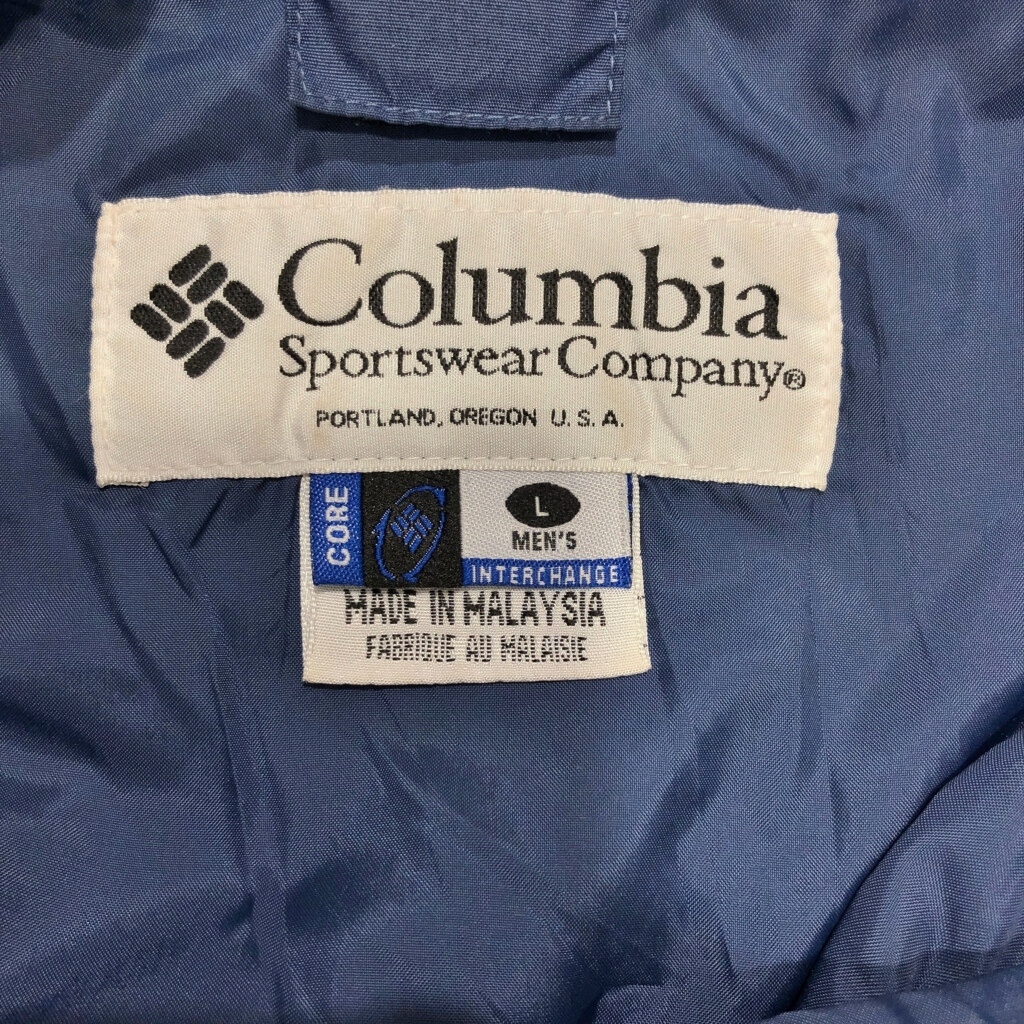 Columbia
Sportswear Company®
PORTLAND, OREGON U.S.A.
CORE
L
MEN'S
INTERCHANGE
MADE IN MALAYSIA
FABRIQUE AU MALAISIE